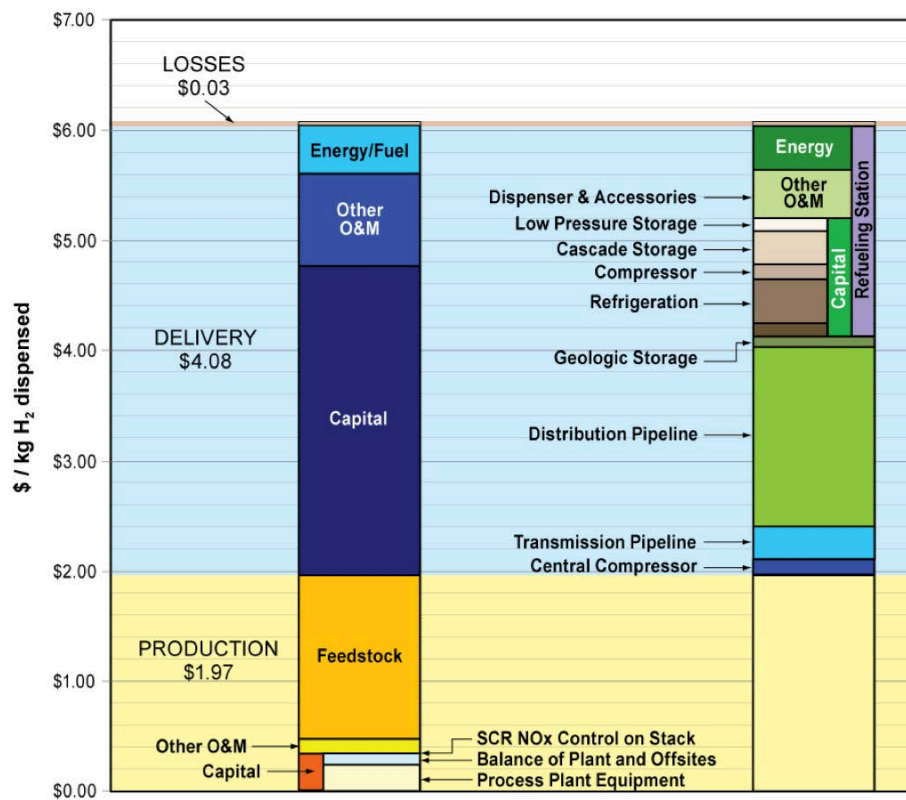 $7.00
LOSSES
$0.03
$6.00
Energy/Fuel
Energy
Other
O&M
Dispenser & Accessories
Other
O&M
Low Pressure Storage
$5.00
Cascade Storage
Compressor
Refrigeration
Capital
Refueling Station
DELIVERY
$4.08
$4.00
Geologic Storage
Capital
Distribution Pipeline
$ / kg H₂ dispensed
$3.00
Transmission Pipeline
Central Compressor
$2.00
PRODUCTION
$1.97
Feedstock
$1.00
Other O&M
Capital
SCR NOx Control on Stack
Balance of Plant and Offsites
Process Plant Equipment
$0.00